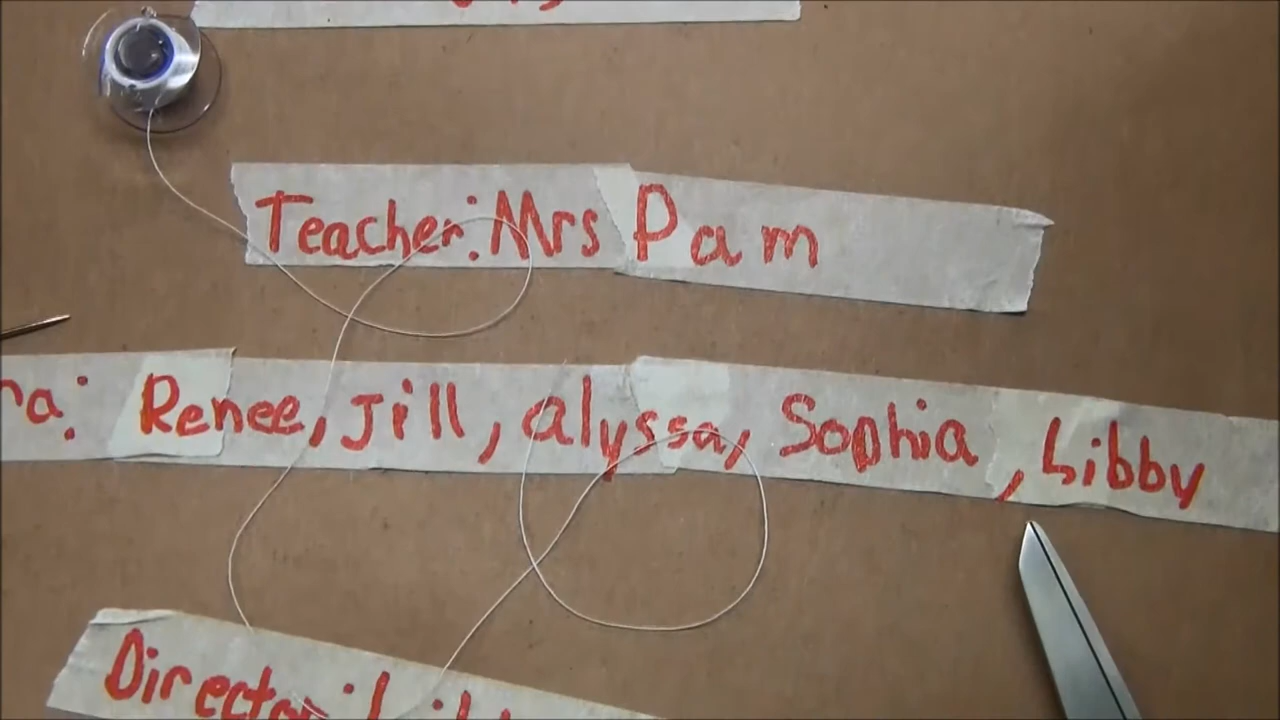 Teacher: Mrs Pam
ra: Renee, Jill, alyssa, Sophia, Libby
Director: